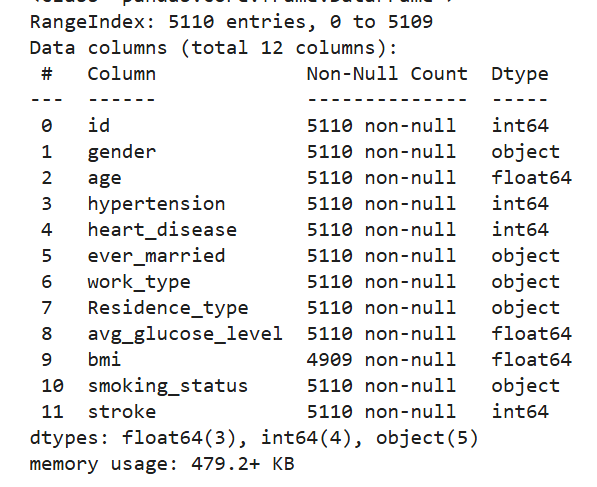 RangeIndex: 5110 entries, 0 to 5109
Data columns (total 12 columns):
 #   Column             Non-Null Count  Dtype
---  ------             --------------  -----
 0   id                 5110 non-null   int64
 1   gender             5110 non-null   object
 2   age                5110 non-null   float64
 3   hypertension       5110 non-null   int64
 4   heart_disease      5110 non-null   int64
 5   ever_married       5110 non-null   object
 6   work_type          5110 non-null   object
 7   Residence_type     5110 non-null   object
 8   avg_glucose_level  5110 non-null   float64
 9   bmi                4909 non-null   float64
 10  smoking_status     5110 non-null   object
 11  stroke             5110 non-null   int64
dtypes: float64(3), int64(4), object(5)
memory usage: 479.2+ KB